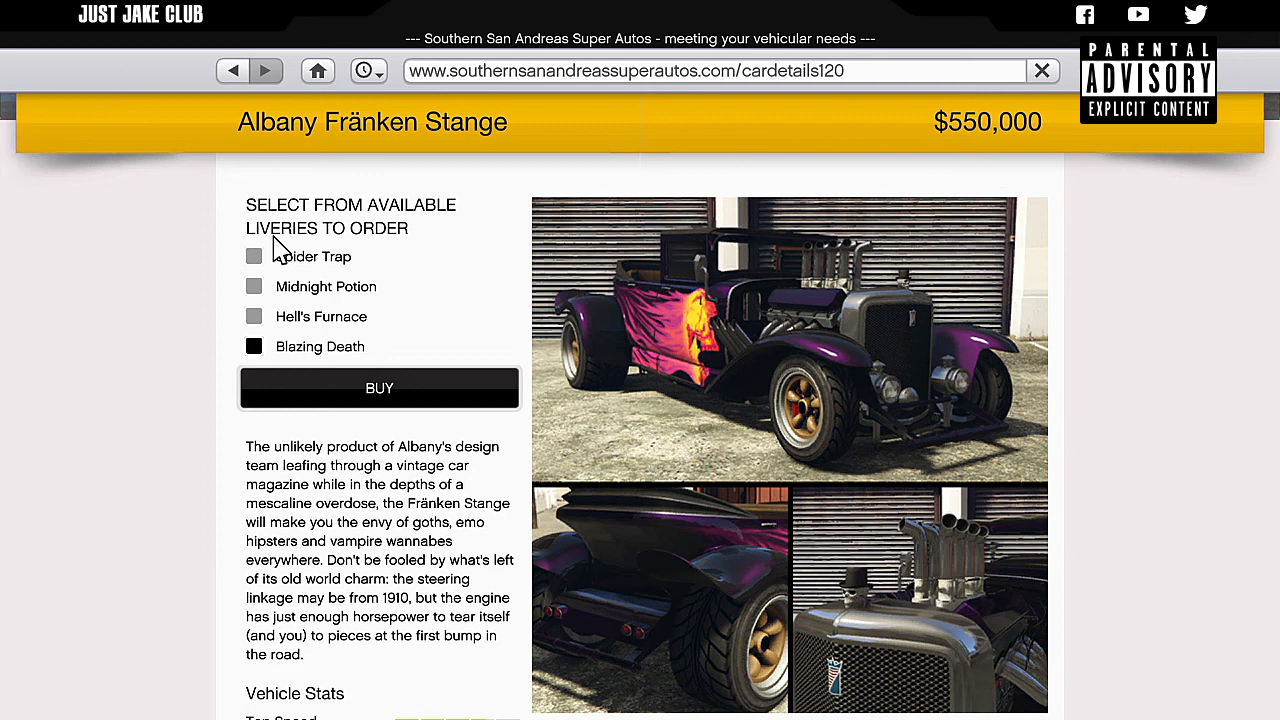 JUST JAKE CLUB
--- Southern San Andreas Super Autos - meeting your vehicular needs ---
www.southernsanandreassuperautos.com/cardetails120
PARENTAL
ADVISORY
EXPLICIT CONTENT
Albany Fränken Stange
$550,000
SELECT FROM AVAILABLE
LIVERIES TO ORDER
Trap
Midnight Potion
Hell's Furnace
Blazing Death
BUY
The unlikely product of Albany's design
team leafing through a vintage car
magazine while in the depths of a
mescaline overdose, the Fränken Stange
will make you the envy of goths, emo
hipsters and vampire wannabes
everywhere. Don't be fooled by what's left
of its old world charm: the steering
linkage may be from 1910, but the engine
has just enough horsepower to tear itself
(and you) to pieces at the first bump in
the road.
Vehicle Stats